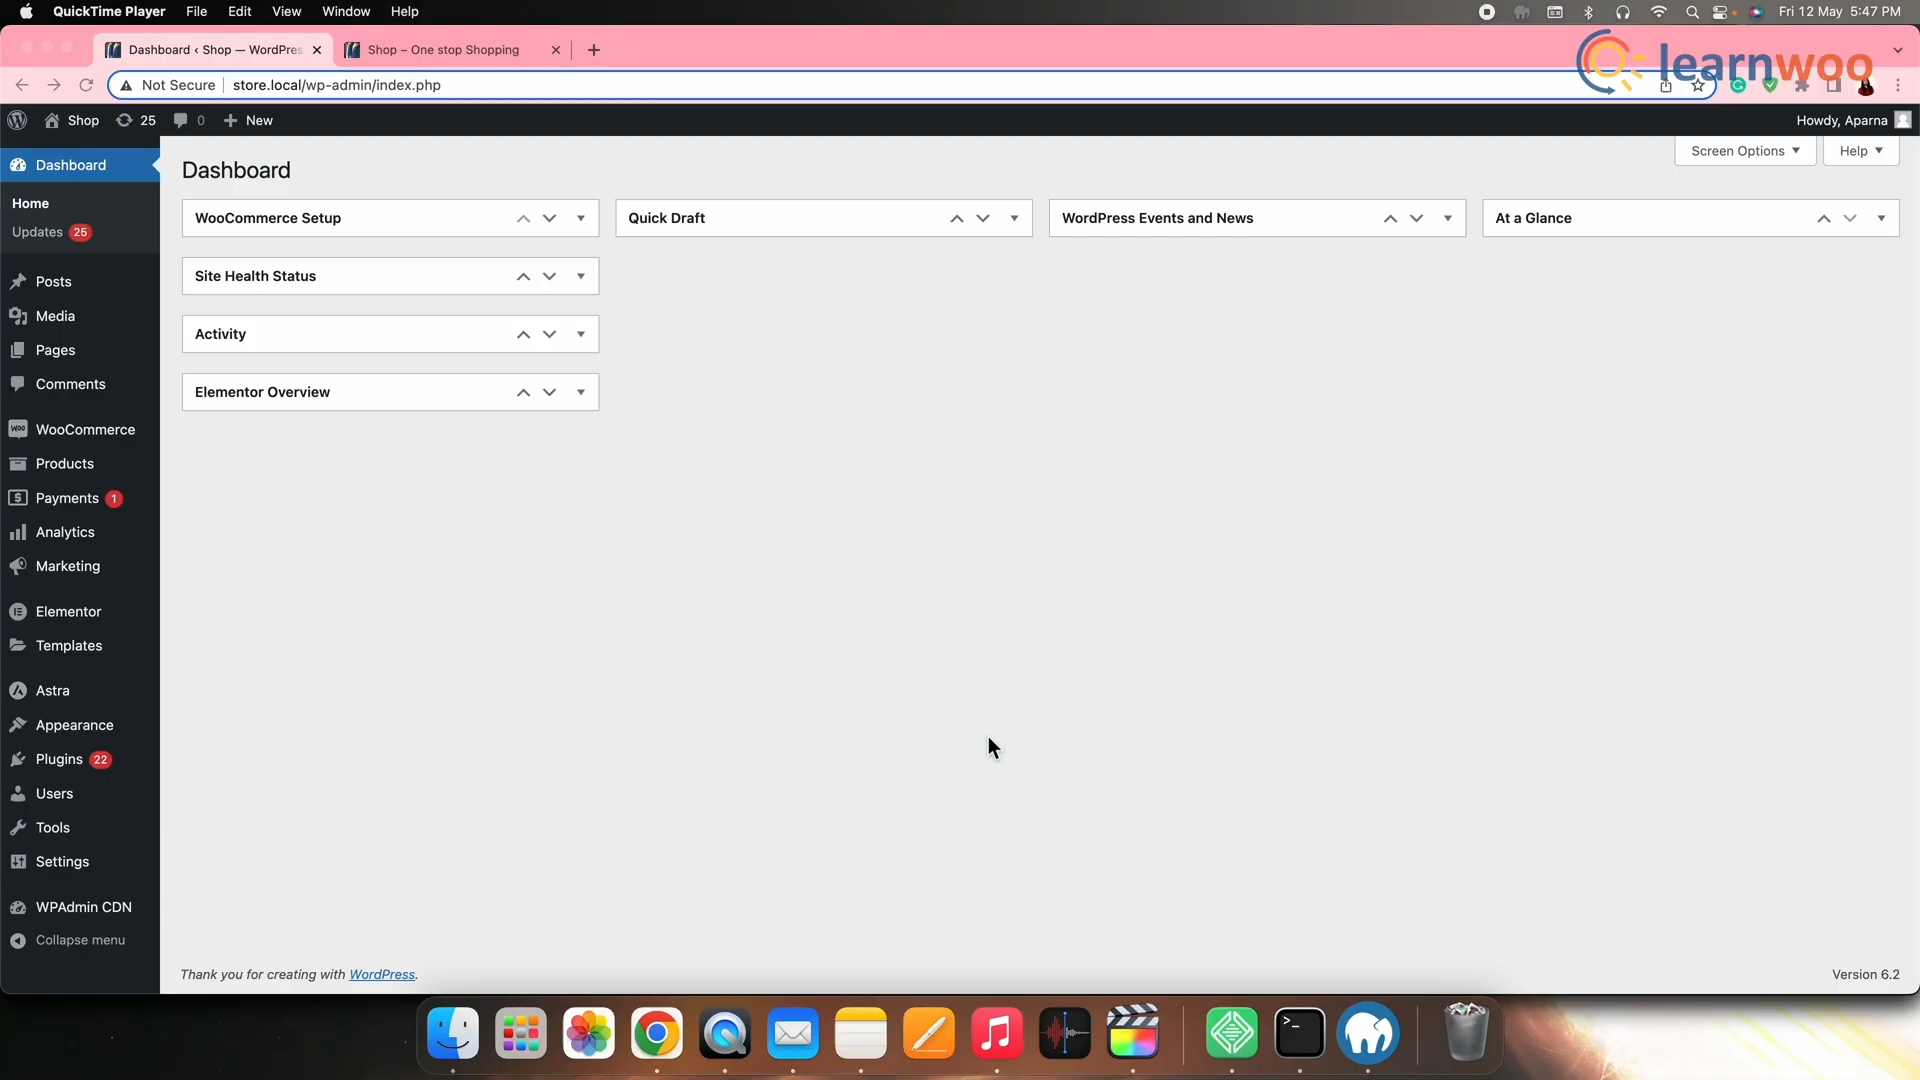 QuickTime Player File Edit View Window Help Fri 12 May 5:47 PM
Dashboard ‹ Shop — WordPres Shop – One stop Shopping
learnwoo
Not Secure store.local/wp-admin/index.php
Shop 25 0 New Howdy, Aparna
Dashboard
Home
Updates 25
Posts
Media
Pages
Comments
Woo WooCommerce
Products
Payments 1
Analytics
Marketing
Elementor
Templates
Astra
Appearance
Plugins 22
Users
Tools
Settings
WPAdmin CDN
Collapse menu
Screen Options Help
Dashboard
WooCommerce Setup Quick Draft WordPress Events and News At a Glance
Site Health Status
Activity
Elementor Overview
Thank you for creating with WordPress. Version 6.2